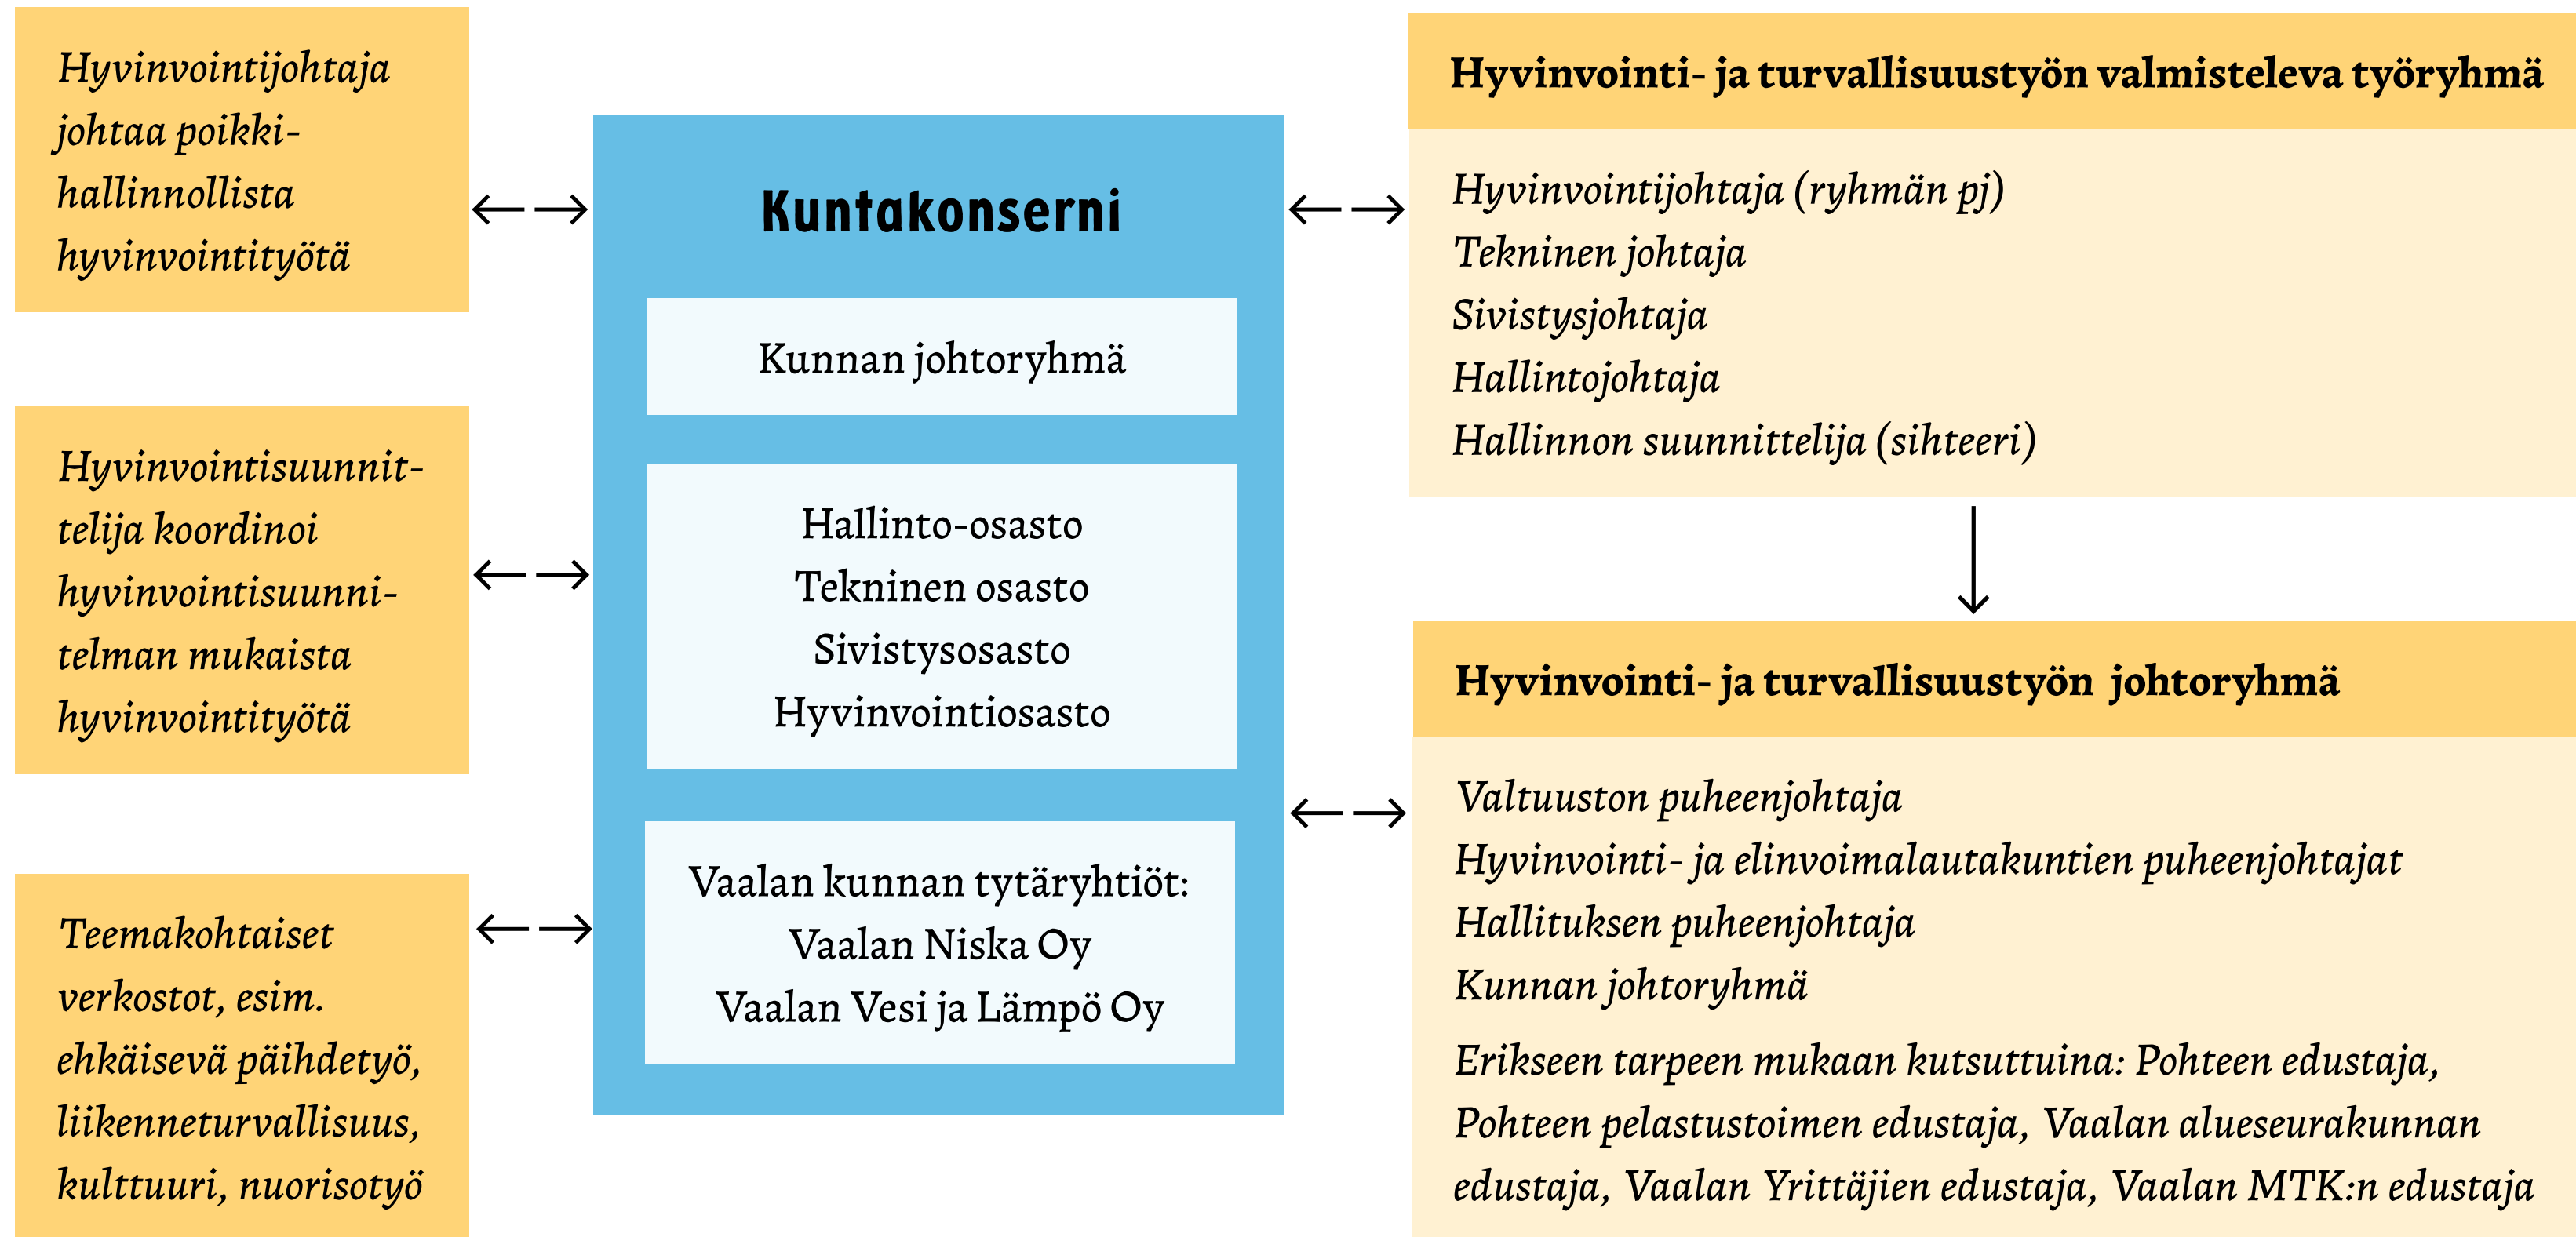 Hyvinvointijohtaja
johtaa poikki-
hallinnollista
hyvinvointityötä
Hyvinvointisuunnit-
telija koordinoi
hyvinvointisuunni-
telman mukaista
hyvinvointityötä
Teemakohtaiset
verkostot, esim.
ehkäisevä päihdetyö,
liikenneturvallisuus,
kulttuuri, nuorisotyö
Kuntakonserni
Kunnan johtoryhmä
Hallinto-osasto
Tekninen osasto
Sivistysosasto
Hyvinvointiosasto
Vaalan kunnan tytäryhtiöt:
Vaalan Niska Oy
Vaalan Vesi ja Lämpö Oy
Hyvinvointi- ja turvallisuustyön valmisteleva työryhmä
Hyvinvointijohtaja (ryhmän pj)
Tekninen johtaja
Sivistysjohtaja
Hallintojohtaja
Hallinnon suunnittelija (sihteeri)
Hyvinvointi- ja turvallisuustyön johtoryhmä
Valtuuston puheenjohtaja
Hyvinvointi- ja elinvoimalautakuntien puheenjohtajat
Hallituksen puheenjohtaja
Kunnan johtoryhmä
Erikseen tarpeen mukaan kutsuttuina: Pohteen edustaja,
Pohteen pelastustoimen edustaja, Vaalan alueseurakunnan
edustaja, Vaalan Yrittäjien edustaja, Vaalan MTK:n edustaja